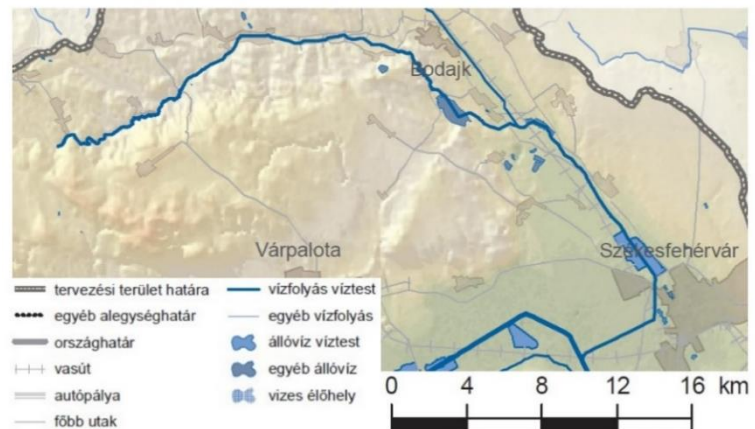 Bodajk
Várpalota
Székesfehérvár
tervezési terület határa
egyéb alegységhatár
országhatár
vasút
autópálya
főbb utak
vízfolyás víztest
egyéb vízfolyás
állóvíz víztest
egyéb állóvíz
vizes élőhely
0 4 8 12 16 km